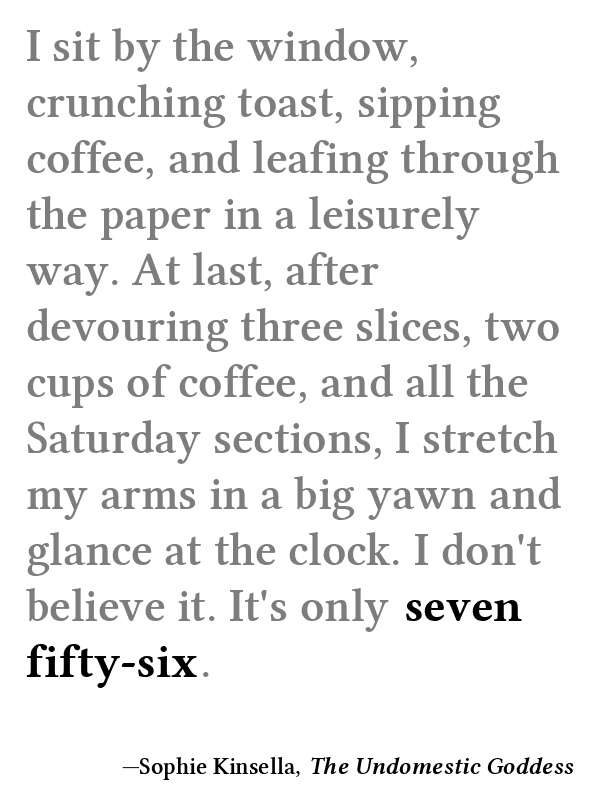 I sit by the window,
crunching toast, sipping
coffee, and leafing through
the paper in a leisurely
way. At last, after
devouring three slices, two
cups of coffee, and all the
Saturday sections, I stretch
my arms in a big yawn and
glance at the clock. I don't
believe it. It's only seven
fifty-six.
—Sophie Kinsella, The Undomestic Goddess